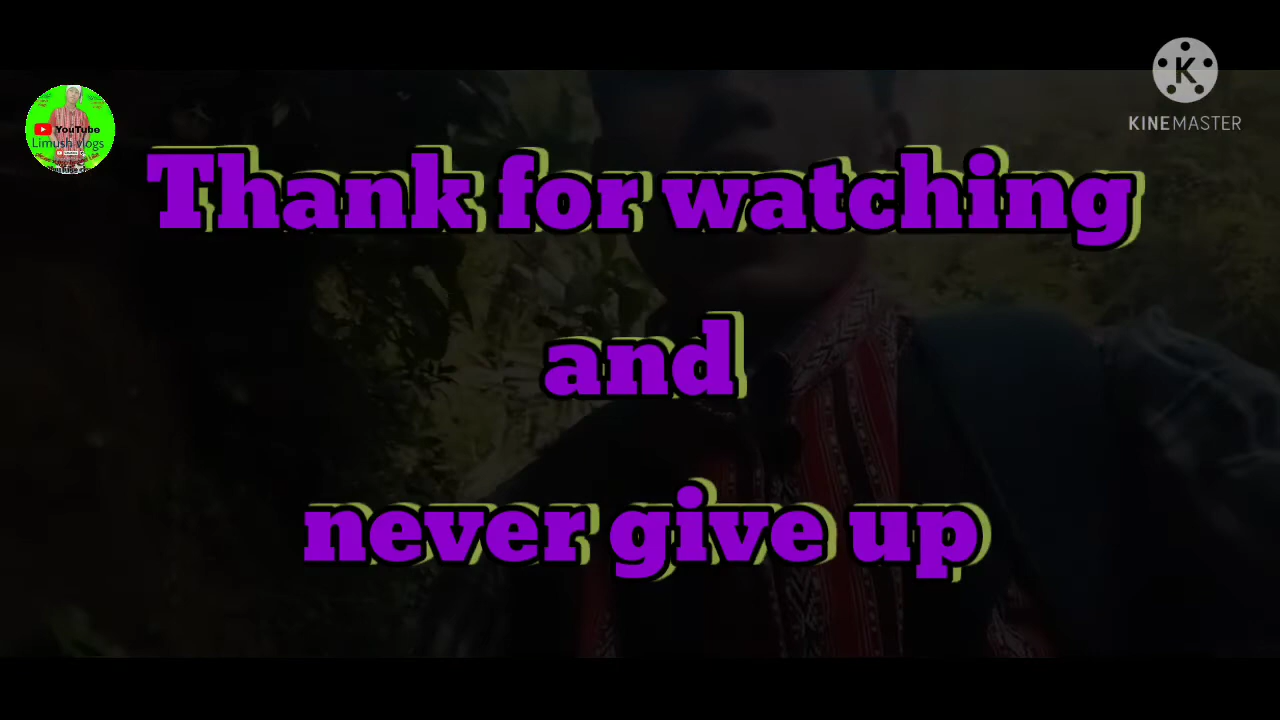 KINEMASTER
YouTube
Limush vlogs
Thank for watching
and
never give up